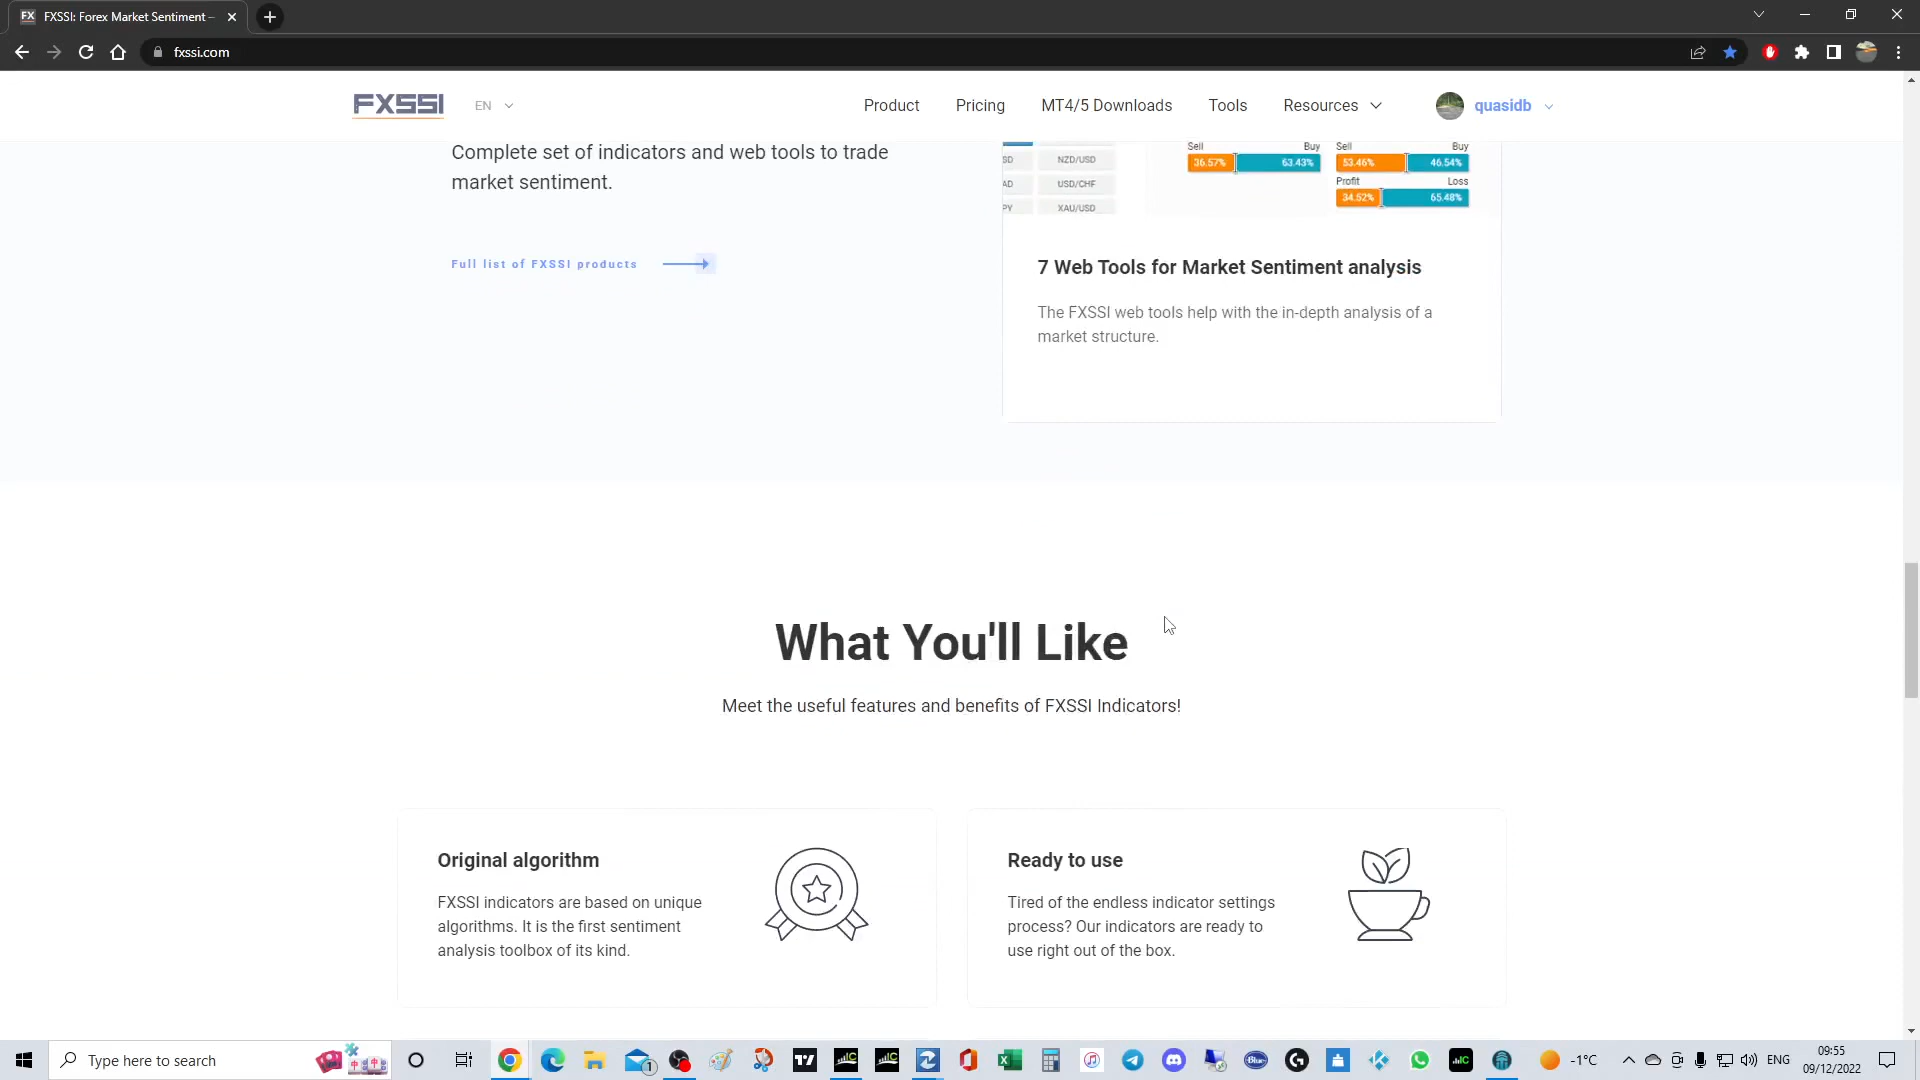 FX FXSSI: Forex Market Sentiment –
fxssi.com
FXSSI EN Product Pricing MT4/5 Downloads Tools Resources quasidb
Complete set of indicators and web tools to trade
market sentiment.
Full list of FXSSI products
SD NZD/USD
AD USD/CHF
PY XAU/USD
Sell Buy
36.57% 63.43%
Sell Buy
53.46% 46.54%
Profit Loss
34.52% 65.48%
7 Web Tools for Market Sentiment analysis
The FXSSI web tools help with the in-depth analysis of a
market structure.
What You'll Like
Meet the useful features and benefits of FXSSI Indicators!
Original algorithm
FXSSI indicators are based on unique
algorithms. It is the first sentiment
analysis toolbox of its kind.
Ready to use
Tired of the endless indicator settings
process? Our indicators are ready to
use right out of the box.
Type here to search
1
-1°C
ENG
09:55
09/12/2022